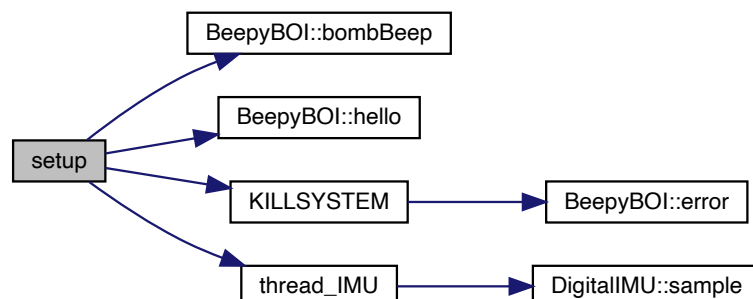 BeepyBOI::bombBeep
BeepyBOI::hello
setup
KILLSYSTEM
BeepyBOI::error
thread_IMU
DigitalIMU::sample